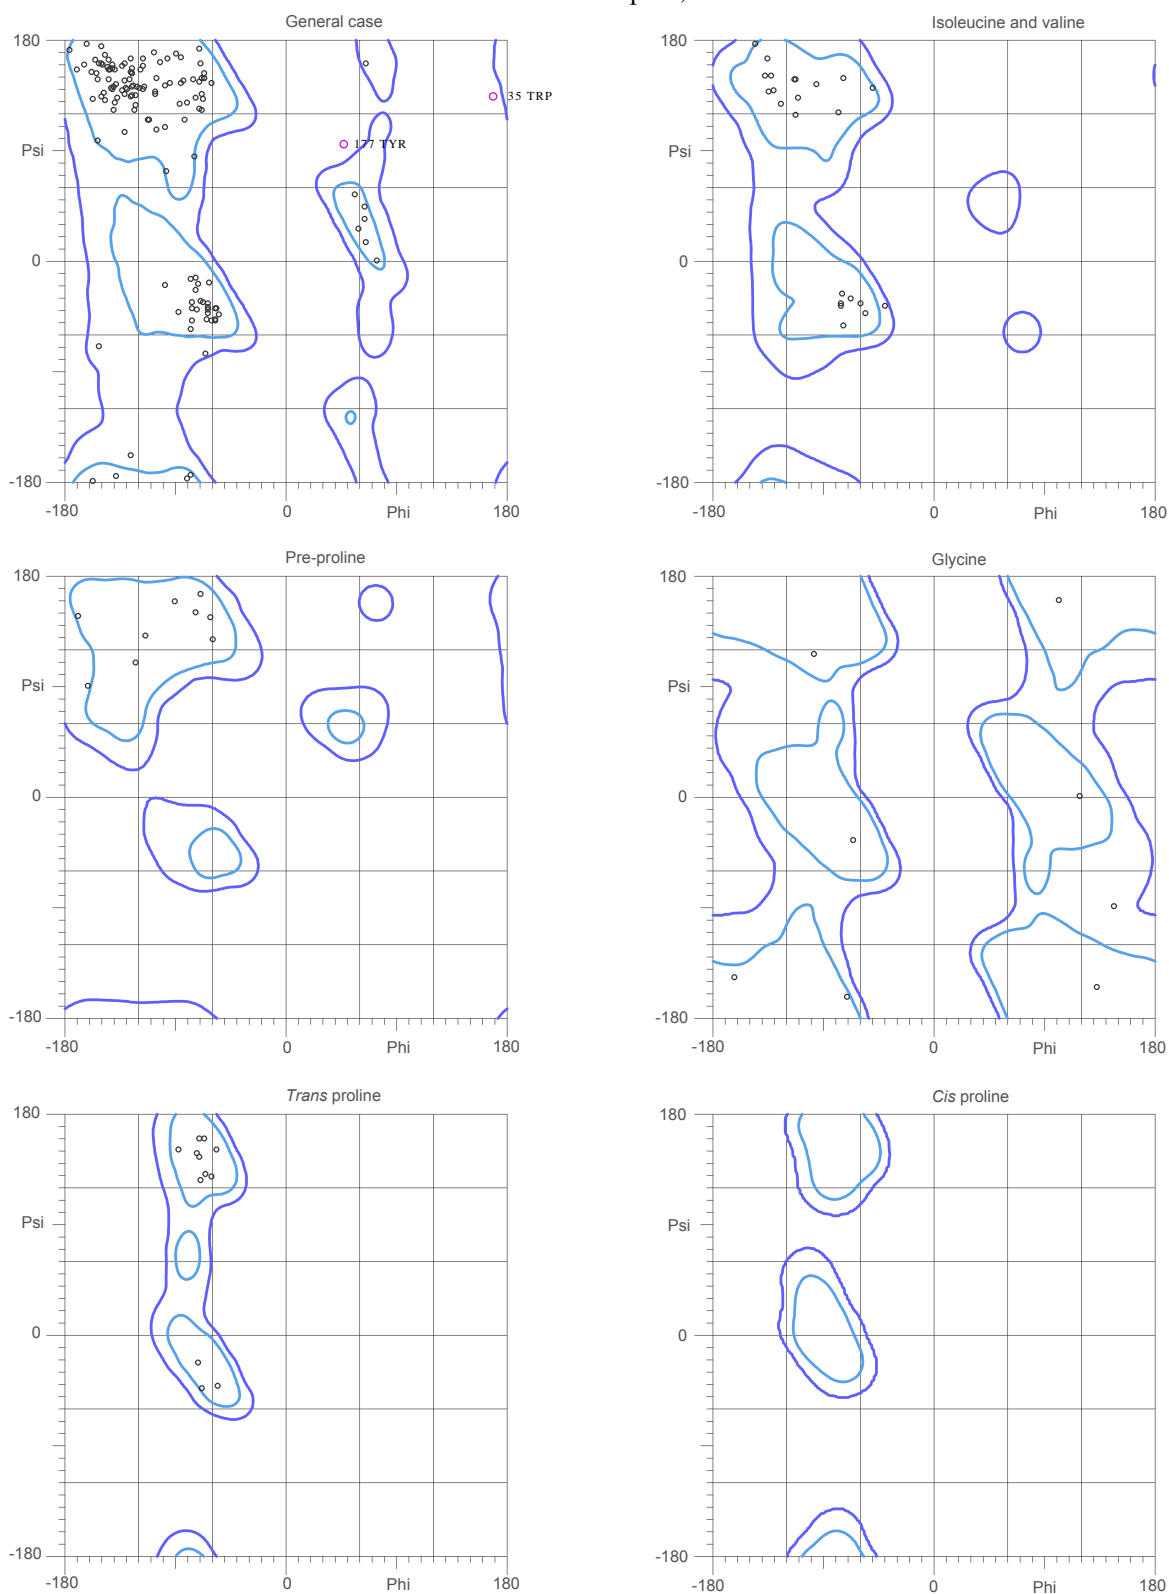 General case
Isoleucine and valine
180
180
35 TRP
177 TYR
Psi
Psi
0
0
-180
-180
-180
0
Phi
180
-180
0
Phi
180
Pre-proline
Glycine
180
180
Psi
Psi
0
0
-180
-180
-180
0
Phi
180
-180
0
Phi
180
Trans proline
Cis proline
180
180
Psi
Psi
0
0
-180
-180
-180
0
Phi
180
-180
0
Phi
180